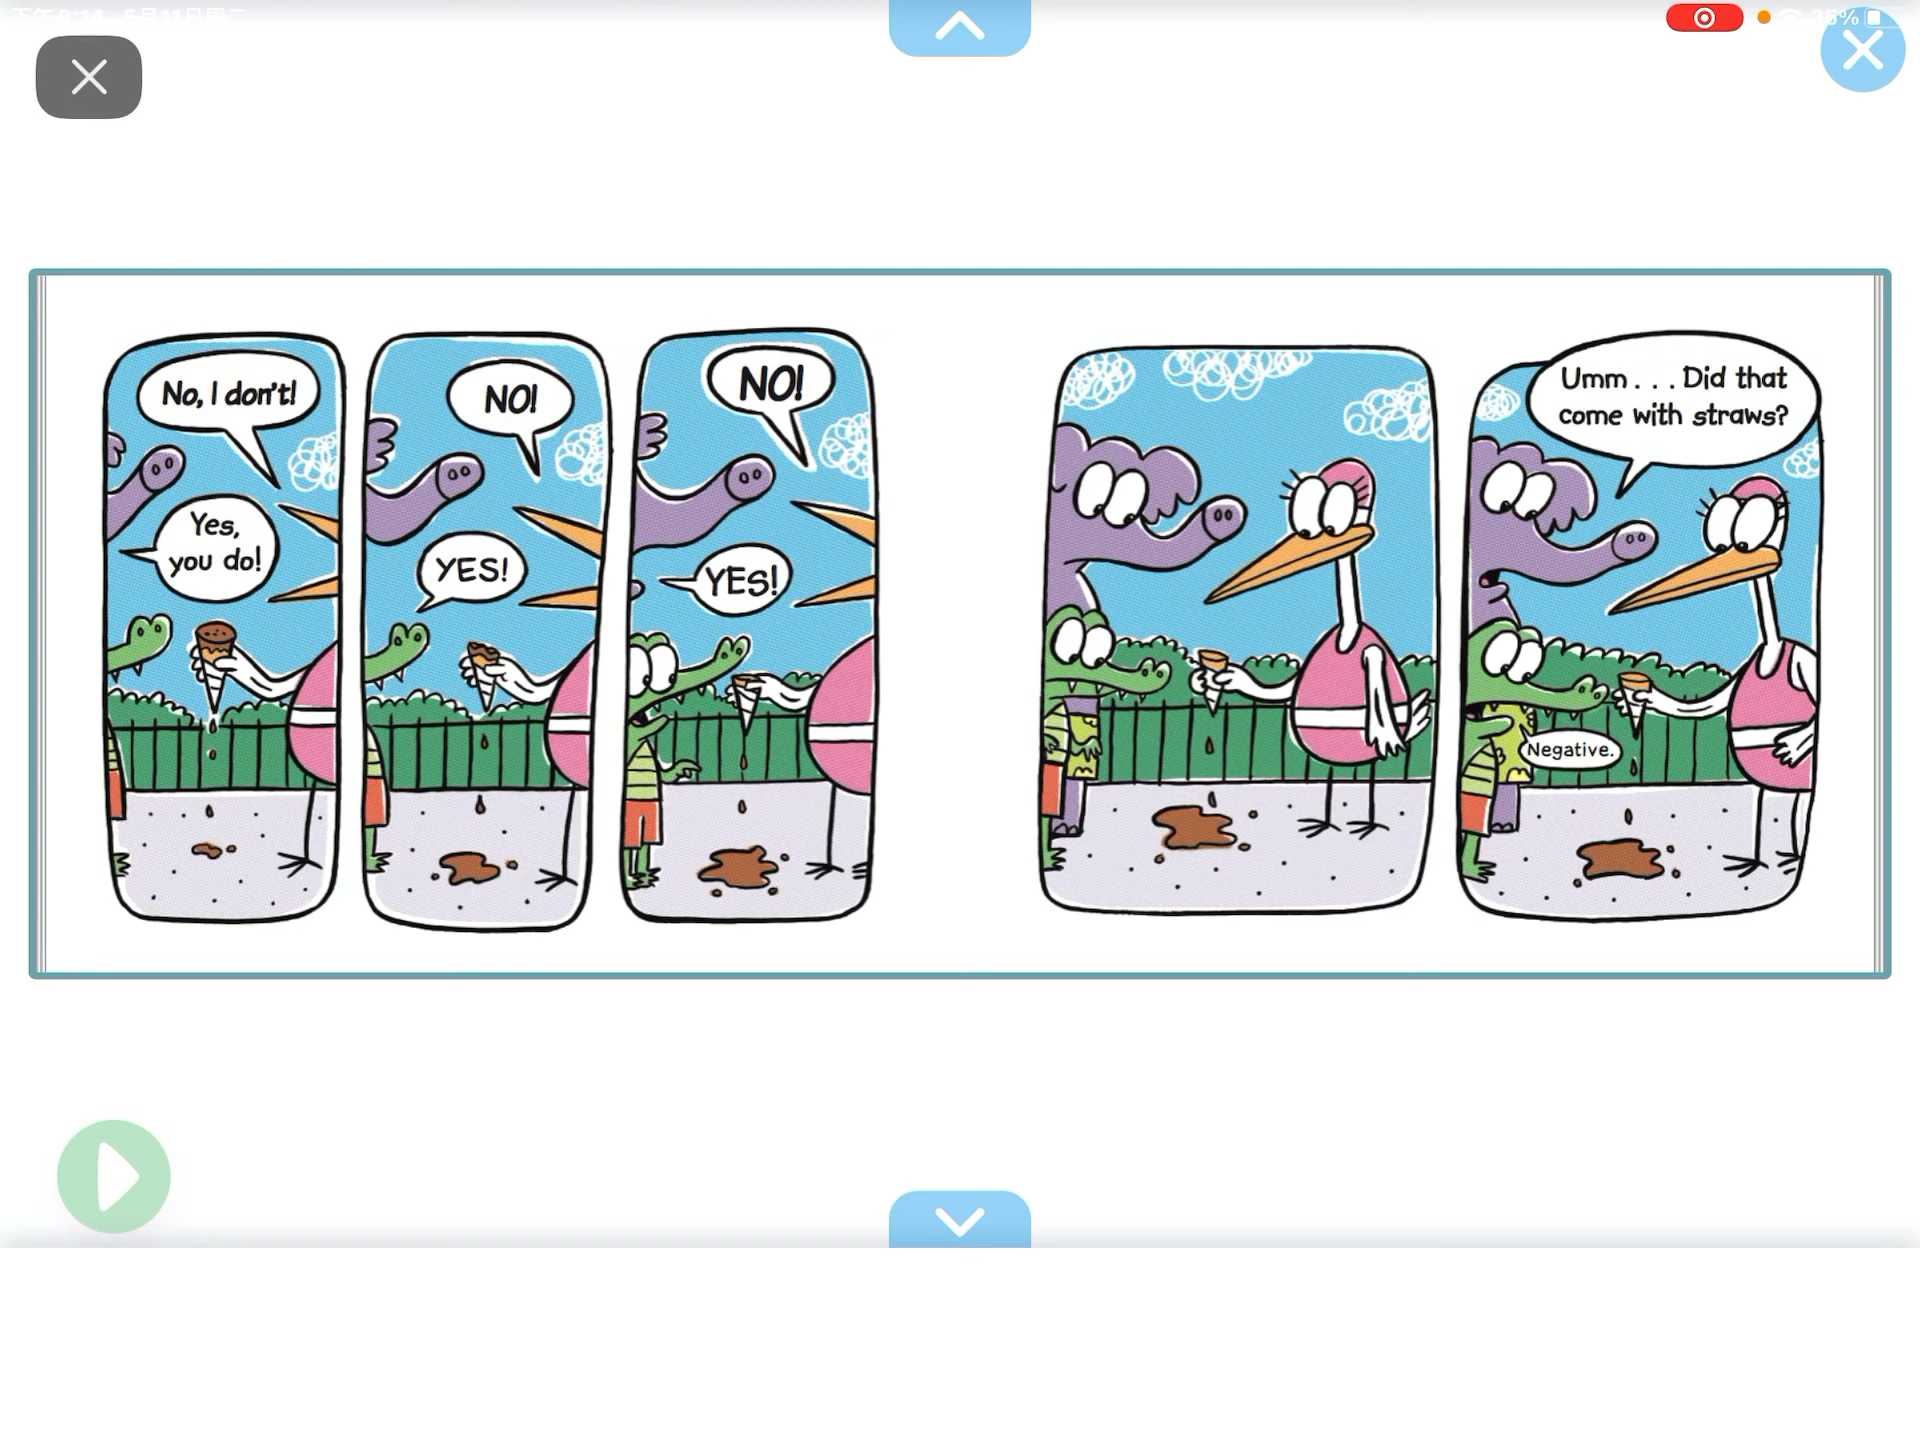 No, I don't!
Yes,
you do!
NO!
YES!
NO!
YES!
Umm . . . Did that
come with straws?
Negative.